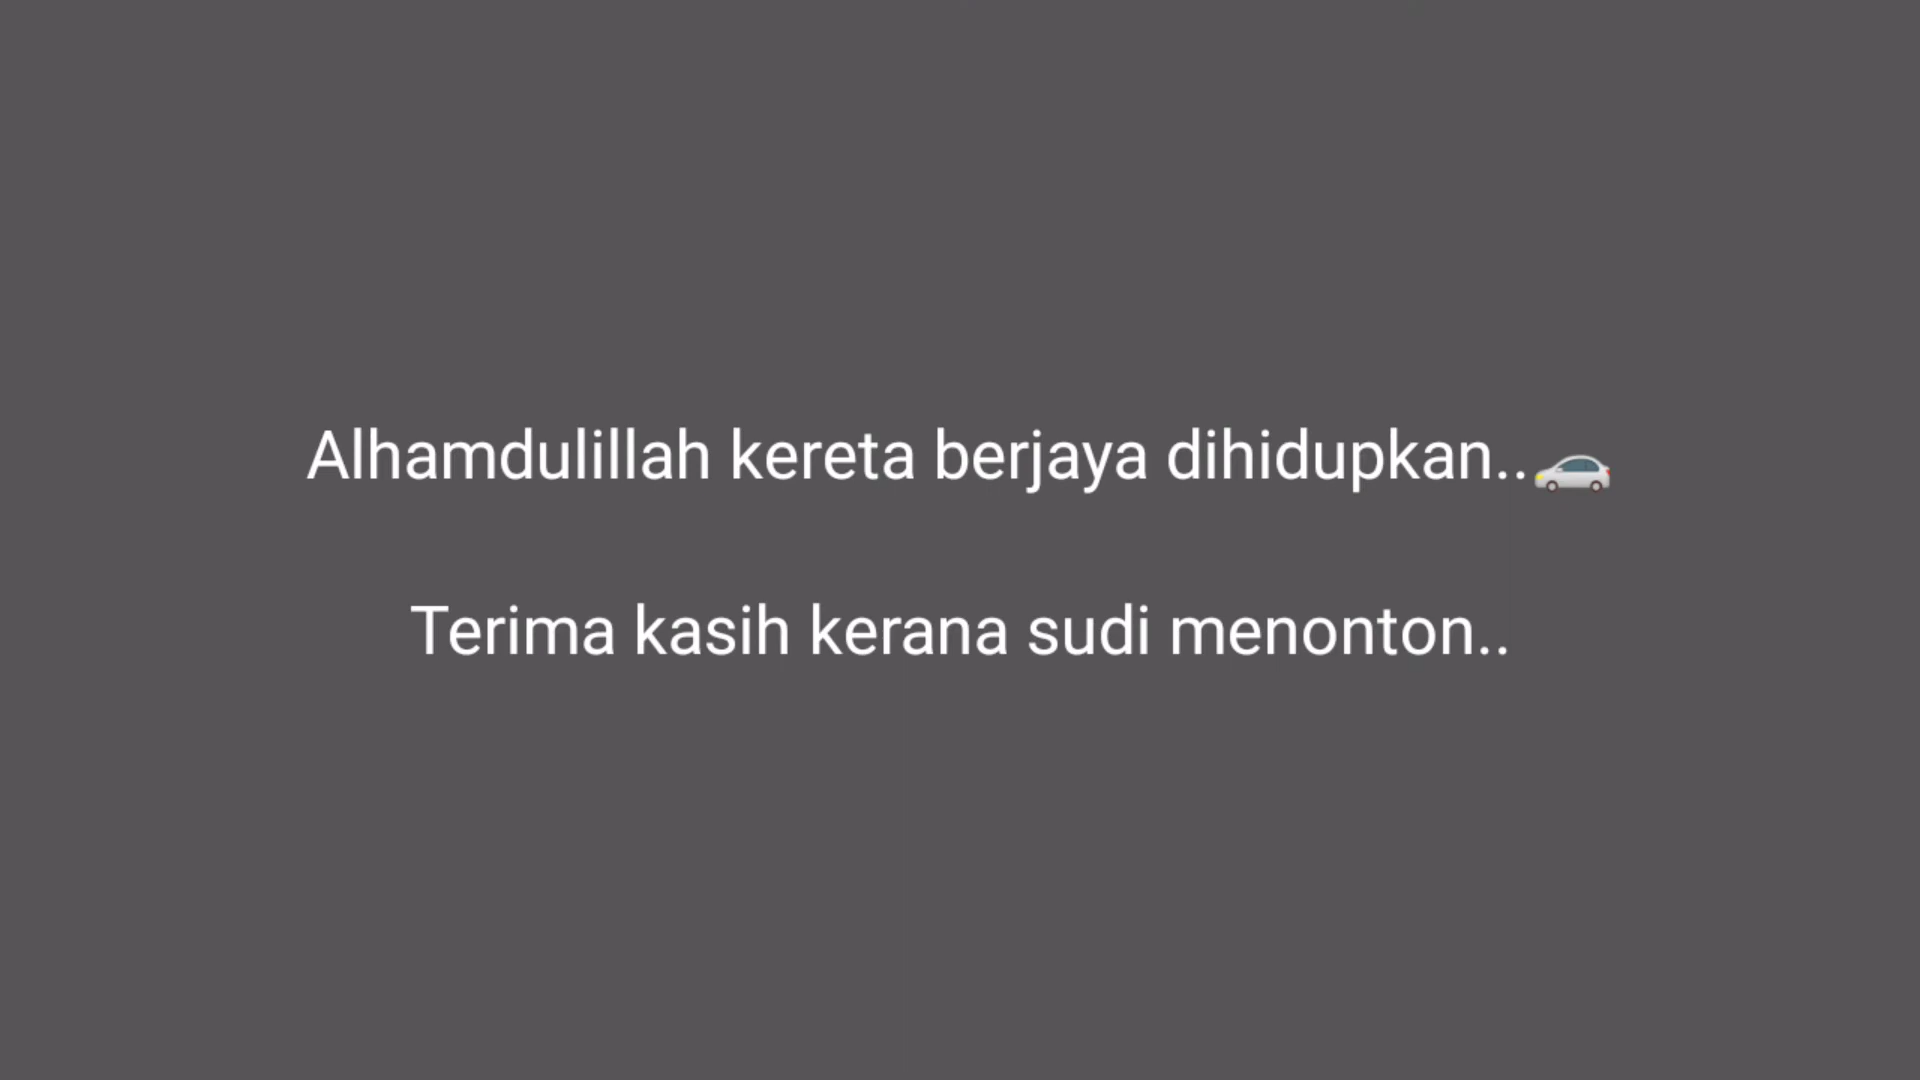 Alhamdulillah kereta berjaya dihidupkan..🚗
Terima kasih kerana sudi menonton..